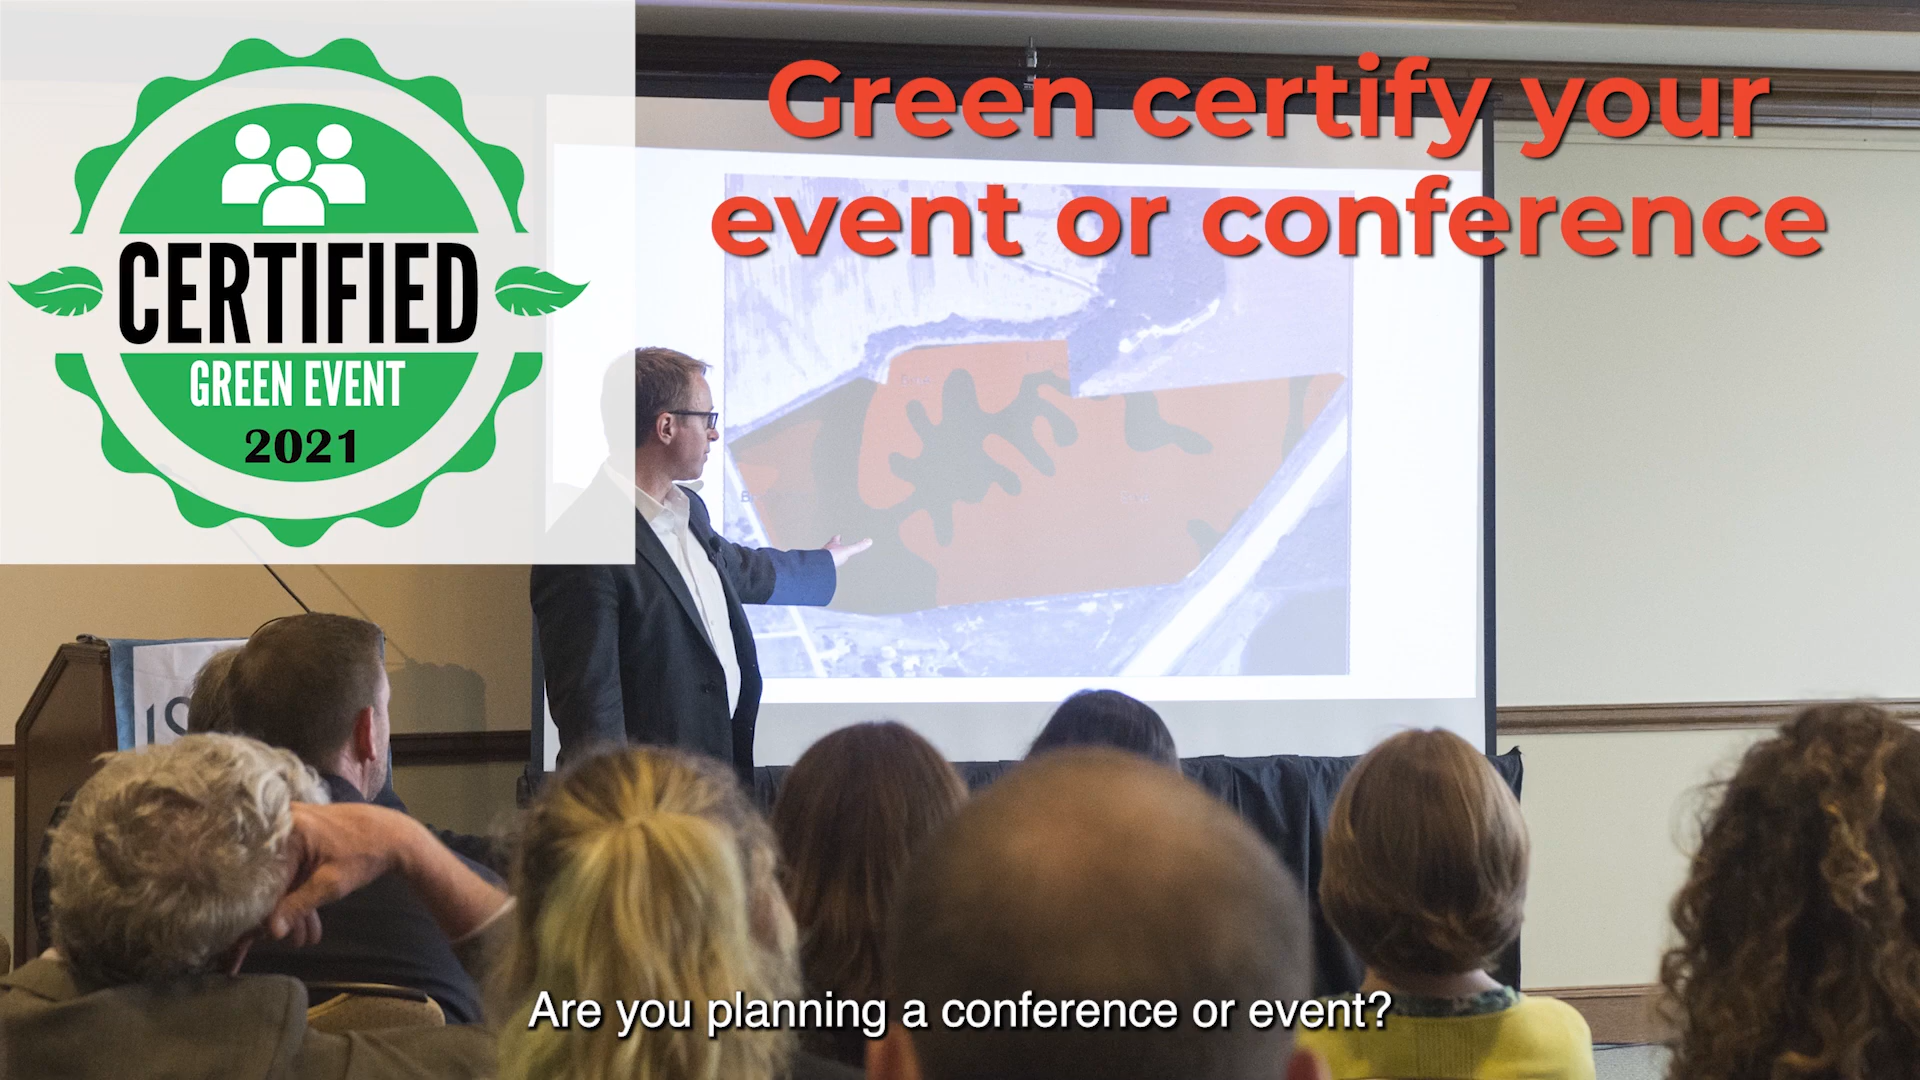 Green certify your
event or conference
CERTIFIED
GREEN EVENT
2021
Are you planning a conference or event?